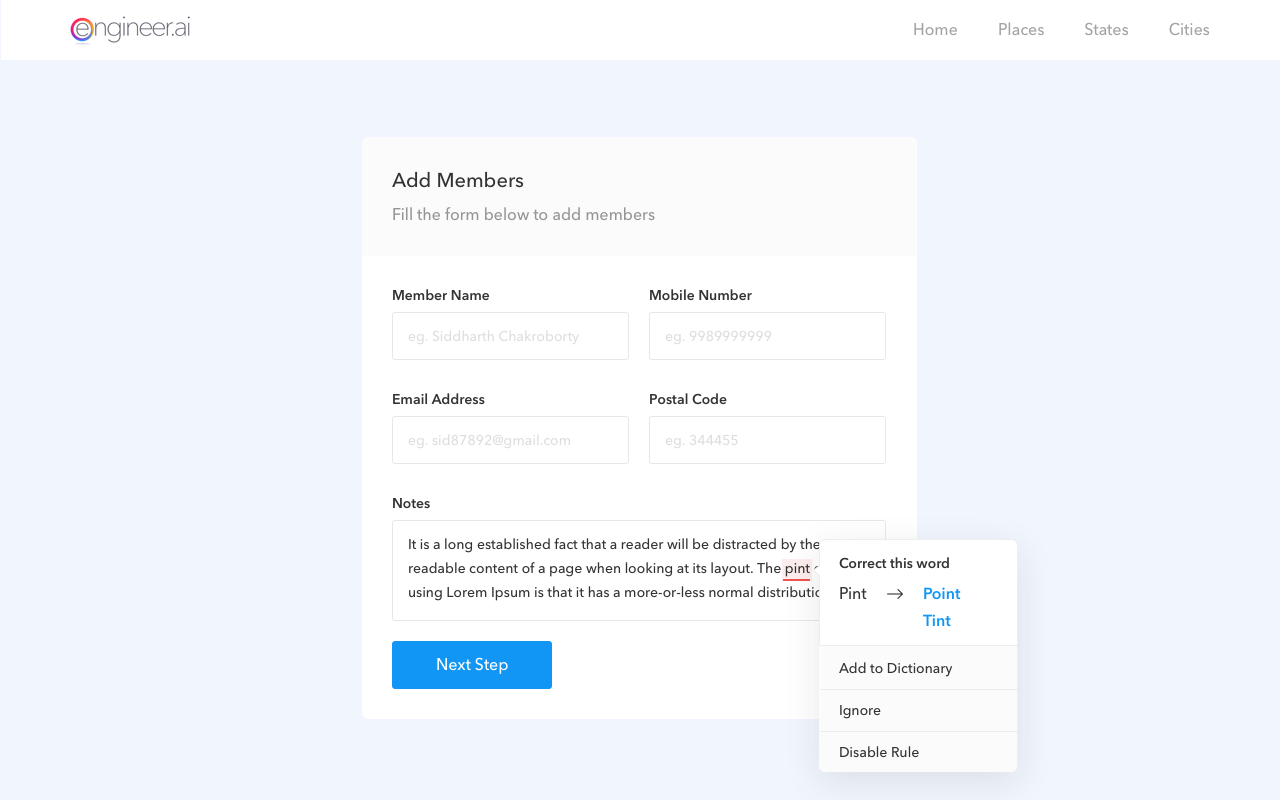 engineer.ai
Home Places States Cities
Add Members
Fill the form below to add members
Member Name
Mobile Number
eg. Siddharth Chakroborty
eg. 9989999999
Email Address
Postal Code
eg. sid87892@gmail.com
eg. 344455
Notes
It is a long established fact that a reader will be distracted by the
readable content of a page when looking at its layout. The pint
using Lorem Ipsum is that it has a more-or-less normal
Correct this word
Pint → Point
Tint
Add to Dictionary
Ignore
Disable Rule
Next Step